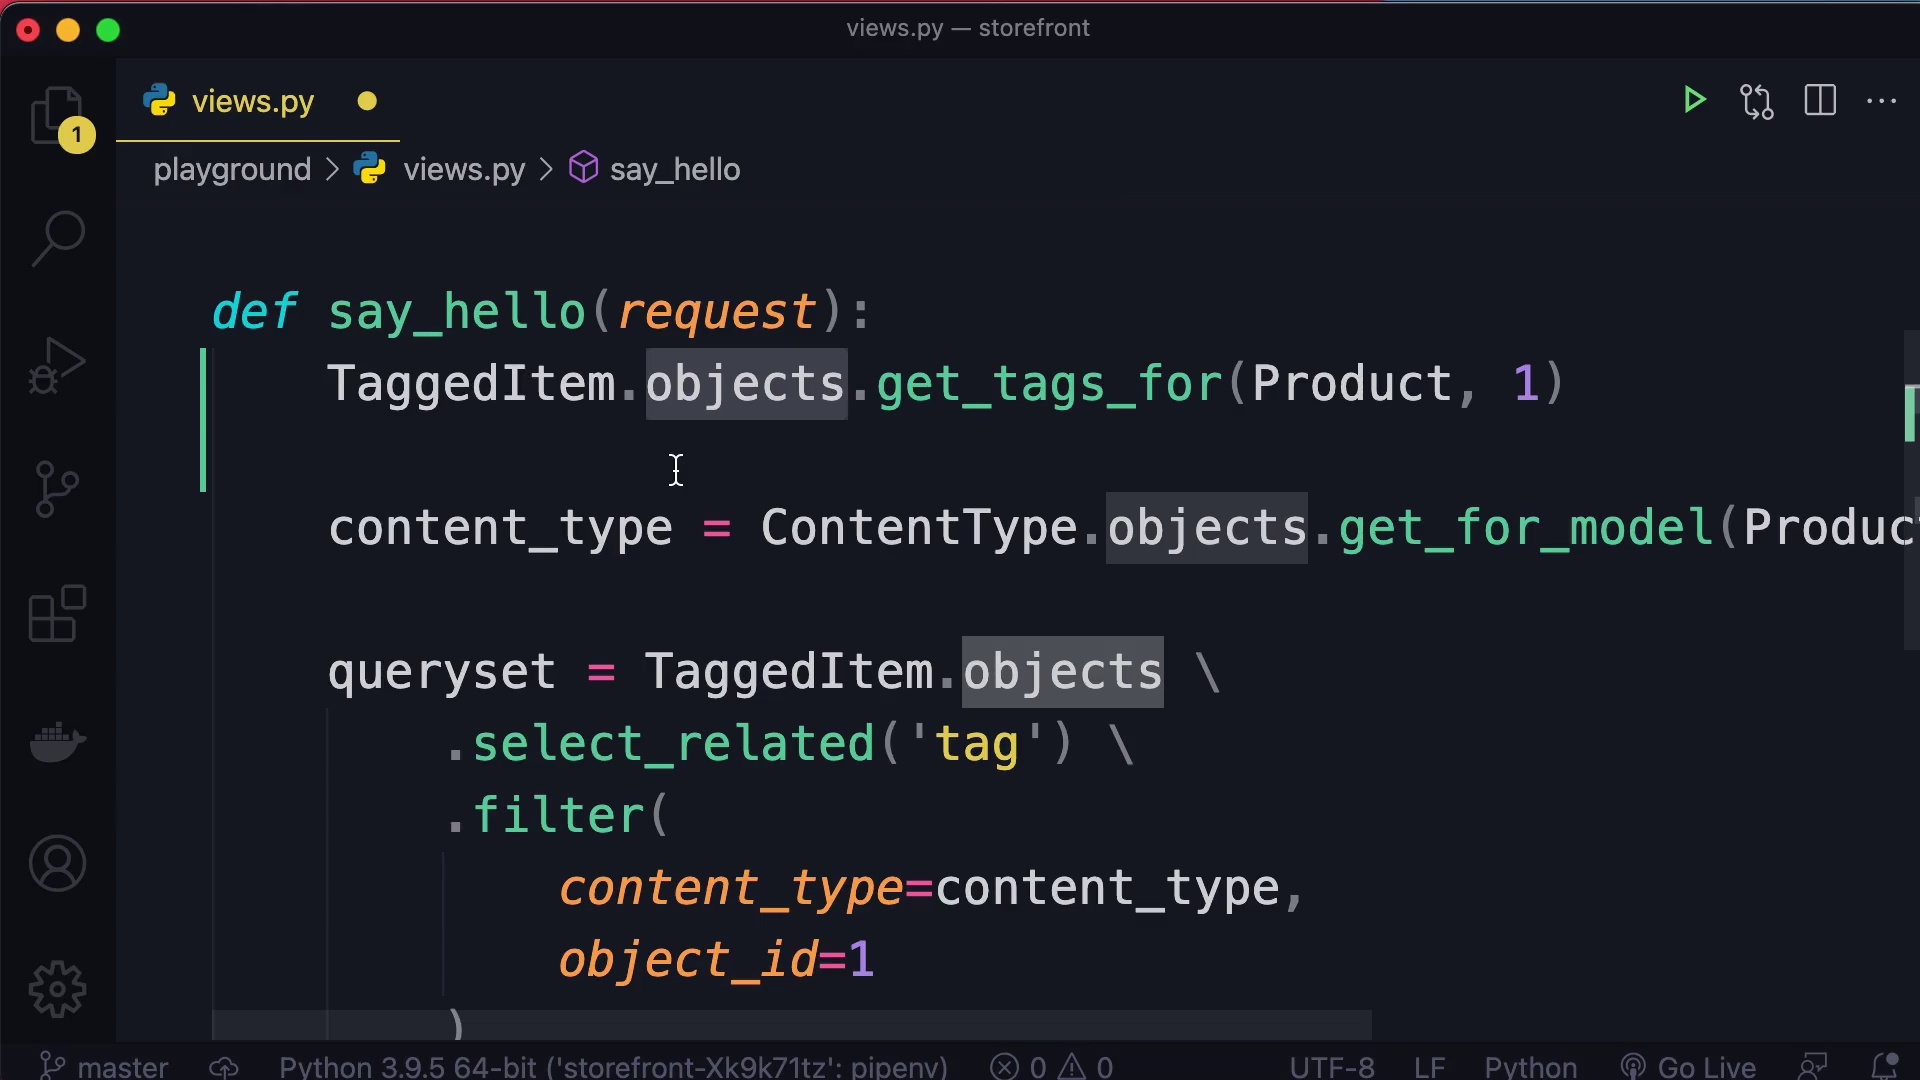 views.py — storefront
views.py
1
playground > views.py > say_hello
def say_hello(request):
TaggedItem.objects.get_tags_for(Product, 1)
content_type = ContentType.objects.get_for_model(Produc
queryset = TaggedItem.objects \
.select_related('tag') \
.filter(
content_type=content_type,
object_id=1
)
master Python 3.9.5 64-bit ('storefront-Xk9k71tz': pipenv) 0 0 UTF-8 LF Python Go Live